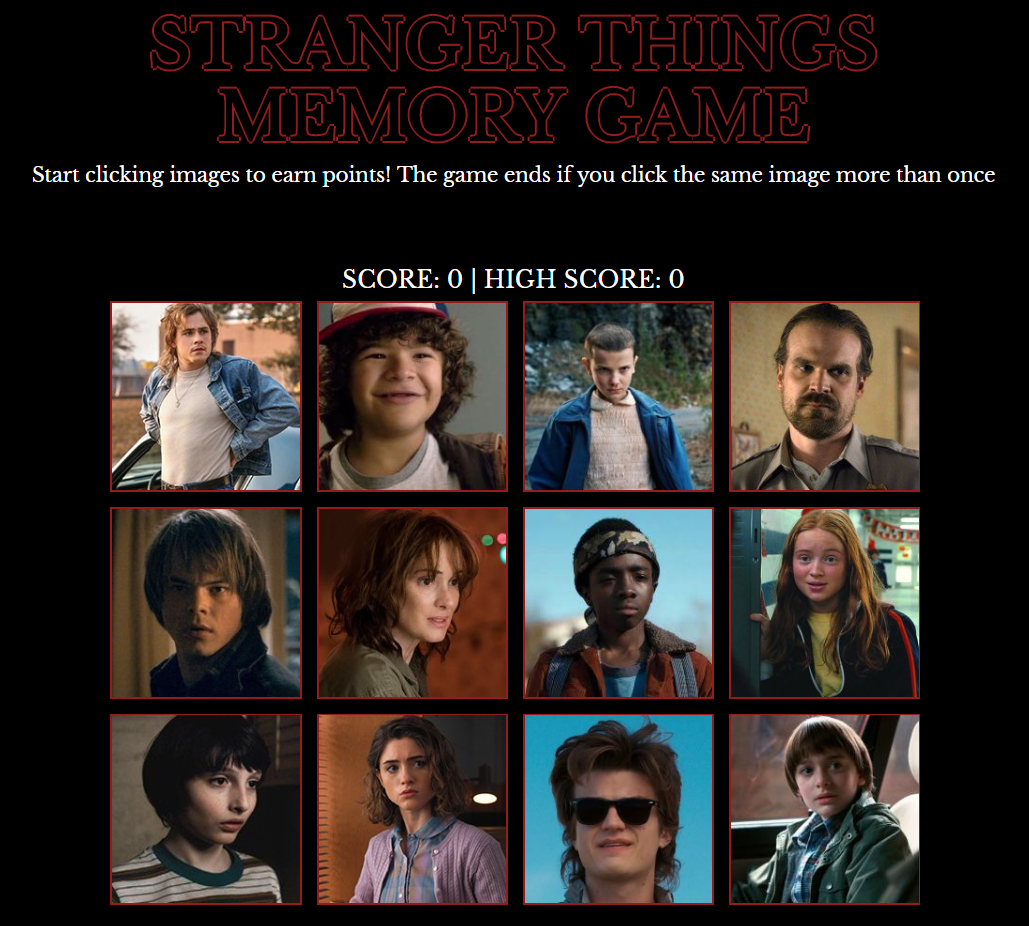 STRANGER THINGS
MEMORY GAME
Start clicking images to earn points! The game ends if you click the same image more than once
SCORE: 0 | HIGH SCORE: 0